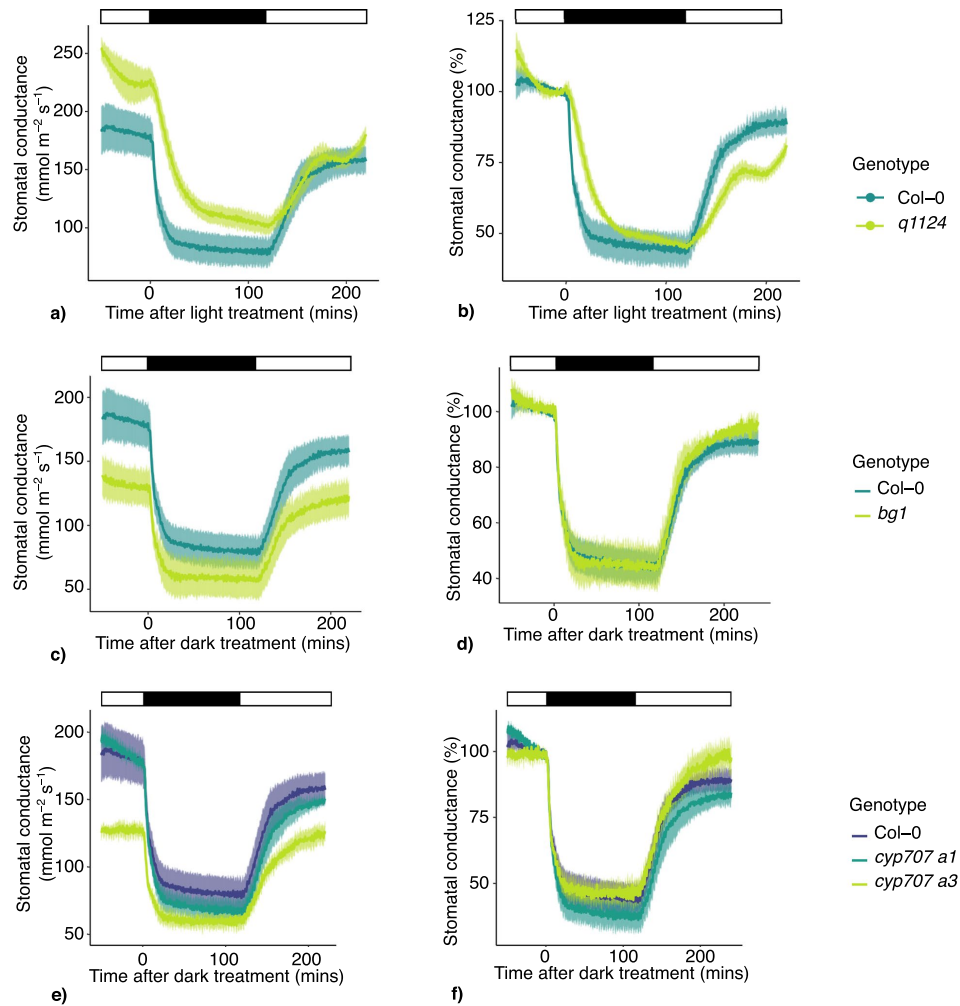 Stomatal conductance
(mmol m⁻² s⁻¹)
250
200
150
100
0
100
200
Time after light treatment (mins)
a)
Stomatal conductance (%)
125
100
75
50
0
100
200
Time after light treatment (mins)
b)
Genotype
Col–0
q1124
Stomatal conductance
(mmol m⁻² s⁻¹)
200
150
100
50
0
100
200
Time after dark treatment (mins)
c)
Stomatal conductance (%)
100
80
60
40
0
100
200
Time after dark treatment (mins)
d)
Genotype
Col–0
bg1
Stomatal conductance
(mmol m⁻² s⁻¹)
200
150
100
50
0
100
200
Time after dark treatment (mins)
e)
Stomatal conductance (%)
100
75
50
0
100
200
Time after dark treatment (mins)
f)
Genotype
Col–0
cyp707 a1
cyp707 a3